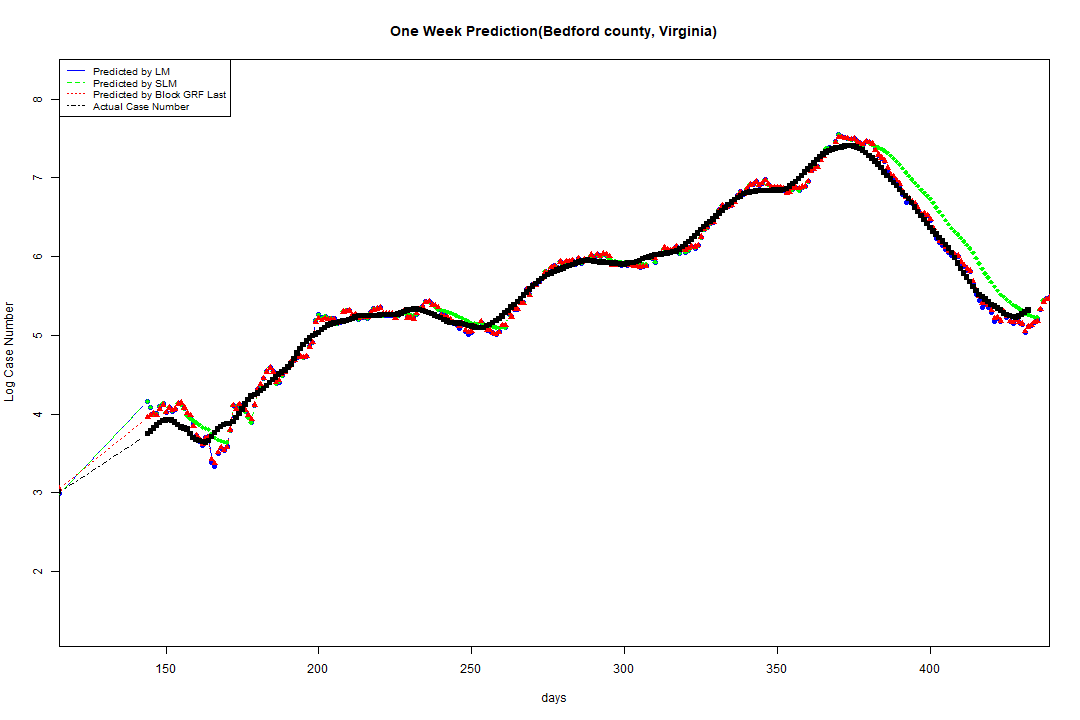 One Week Prediction(Bedford county, Virginia)
Predicted by LM
Predicted by SLM
Predicted by Block GRF Last
Actual Case Number
Log Case Number
8
7
6
5
4
3
2
150 200 250 300 350 400
days